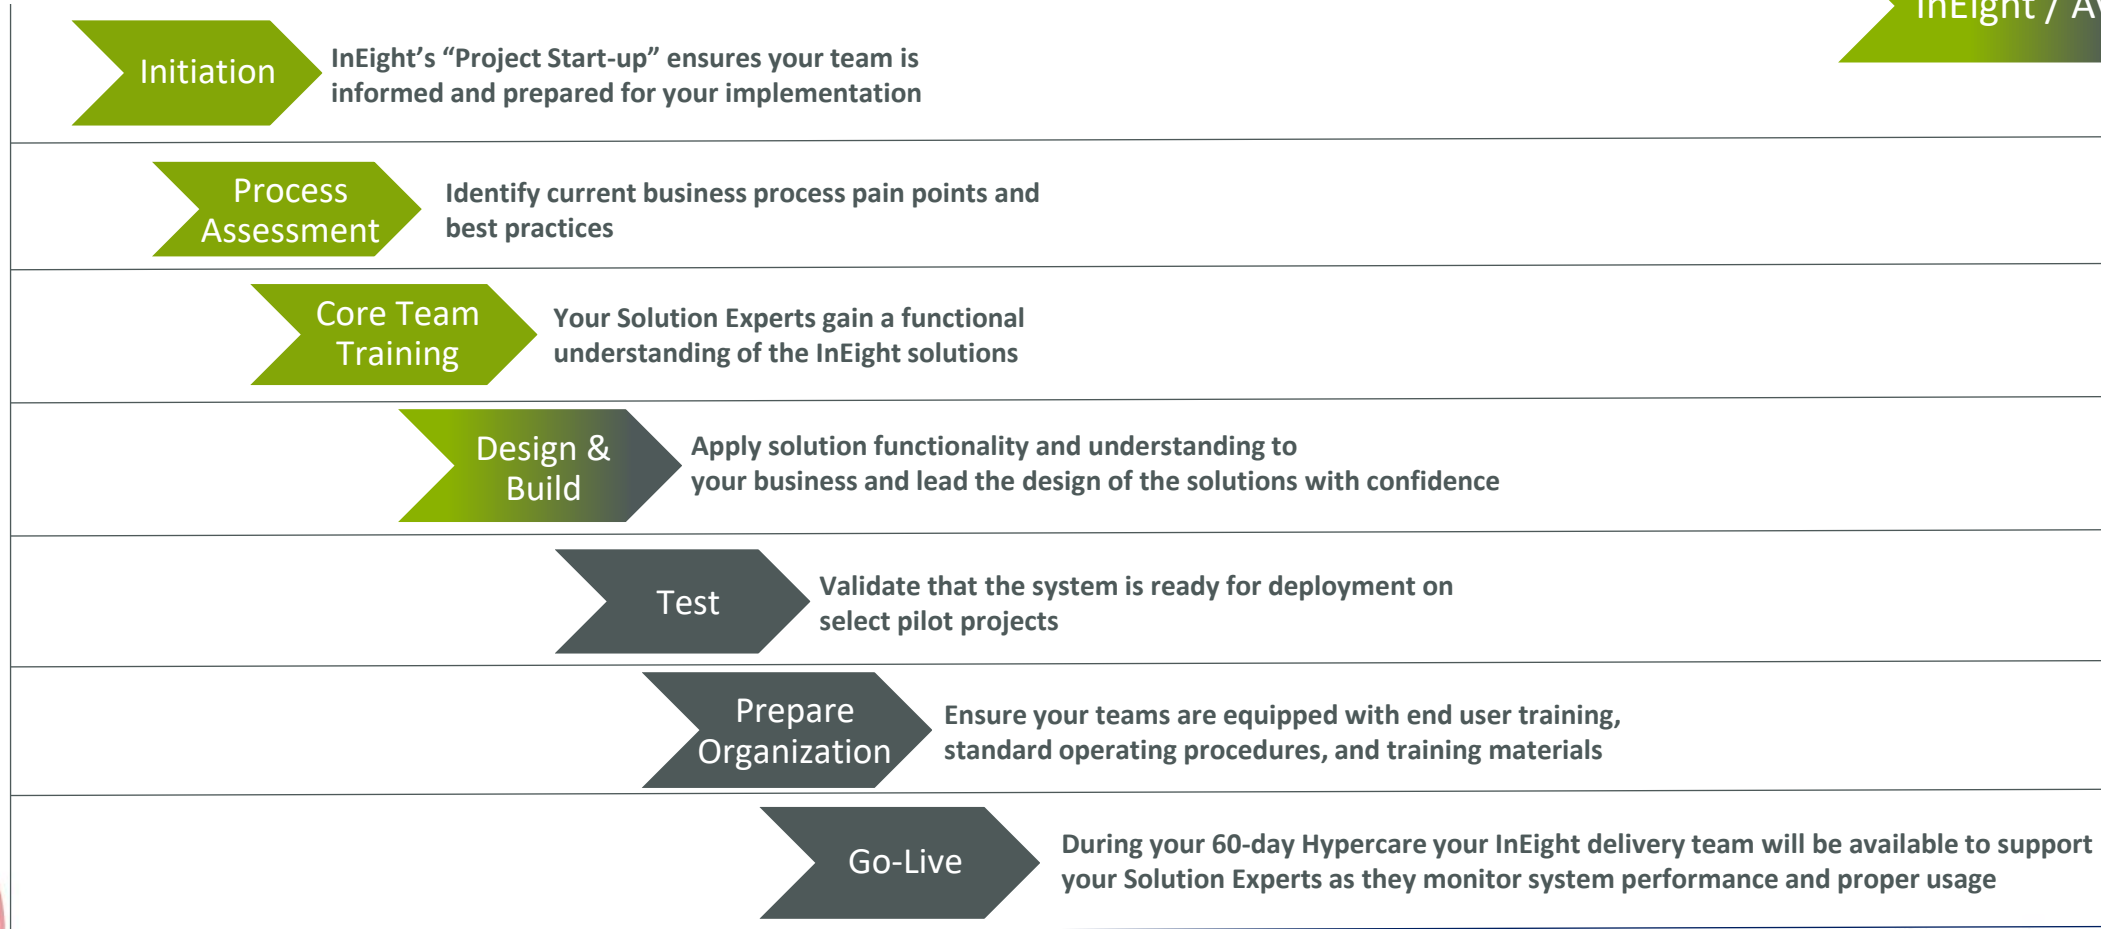 InEight /
Initiation
InEight’s “Project Start-up” ensures your team is
informed and prepared for your implementation
Process
Assessment
Identify current business process pain points and
best practices
Core Team
Training
Your Solution Experts gain a functional
understanding of the InEight solutions
Design &
Build
Apply solution functionality and understanding to
your business and lead the design of the solutions with confidence
Test
Validate that the system is ready for deployment on
select pilot projects
Prepare
Organization
Ensure your teams are equipped with end user training,
standard operating procedures, and training materials
Go-Live
During your 60-day Hypercare your InEight delivery team will be available to support
your Solution Experts as they monitor system performance and proper usage